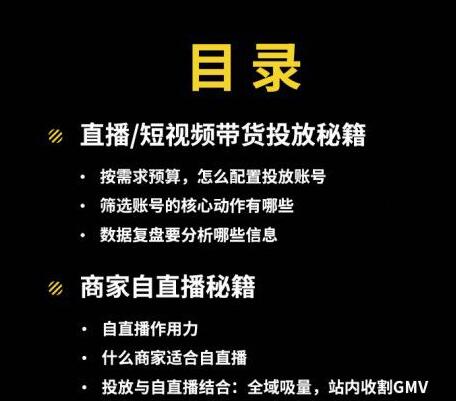 目录
直播/短视频带货投放秘籍
• 按需求预算，怎么配置投放账号
• 筛选账号的核心动作有哪些
• 数据复盘要分析哪些信息
商家自直播秘籍
• 自直播作用力
• 什么商家适合自直播
• 投放与自直播结合：全域吸量，站内收割GMV